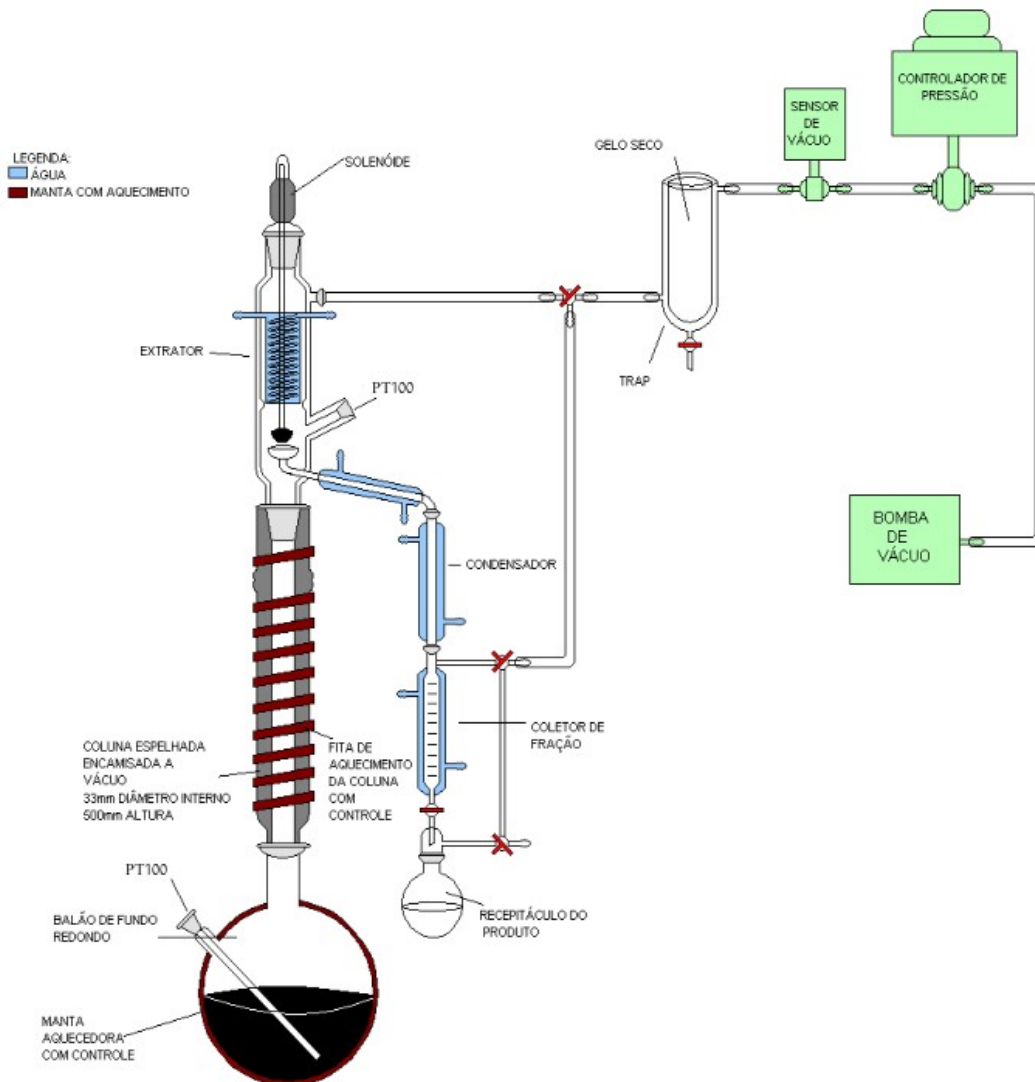 CONTROLADOR DE
PRESSÃO
SENSOR
DE
VÁCUO
GELO SECO
SOLENÓIDE
LEGENDA:
ÁGUA
MANTA COM AQUECIMENTO
EXTRATOR
PT100
TRAP
BOMBA
DE
VÁCUO
CONDENSADOR
COLETOR DE
FRAÇÃO
COLUNA ESPELHADA
ENCAMISADA A
VÁCUO
33mm DIÂMETRO INTERNO
500mm ALTURA
FITA DE
AQUECIMENTO
DA COLUNA
COM
CONTROLE
PT100
BALÃO DE FUNDO
REDONDO
RECEPITÁCULO DO
PRODUTO
MANTA
AQUECEDORA
COM CONTROLE